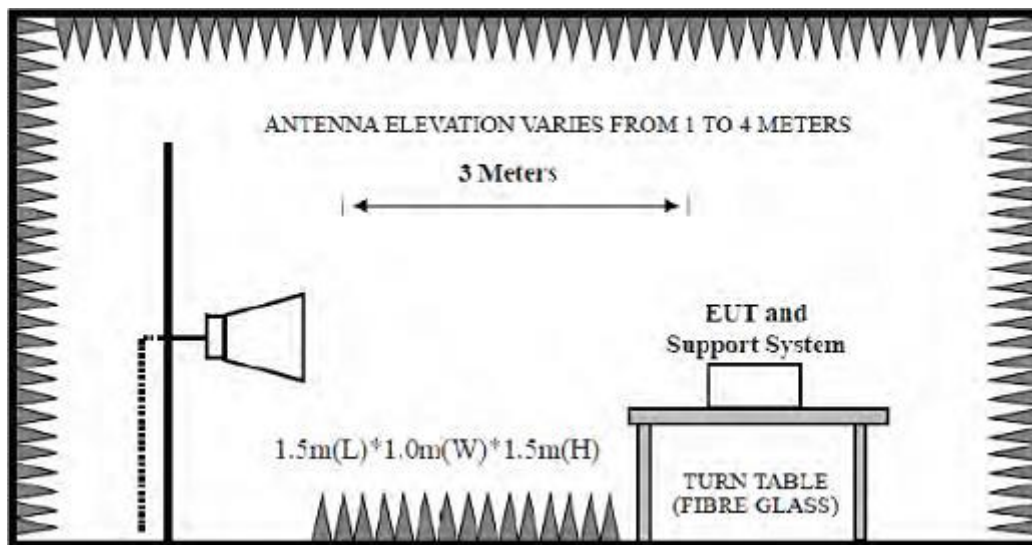 ANTENNA ELEVATION VARIES FROM 1 TO 4 METERS
3 Meters
EUT and
Support System
1.5m(L)*1.0m(W)*1.5m(H)
TURN TABLE
(FIBRE GLASS)